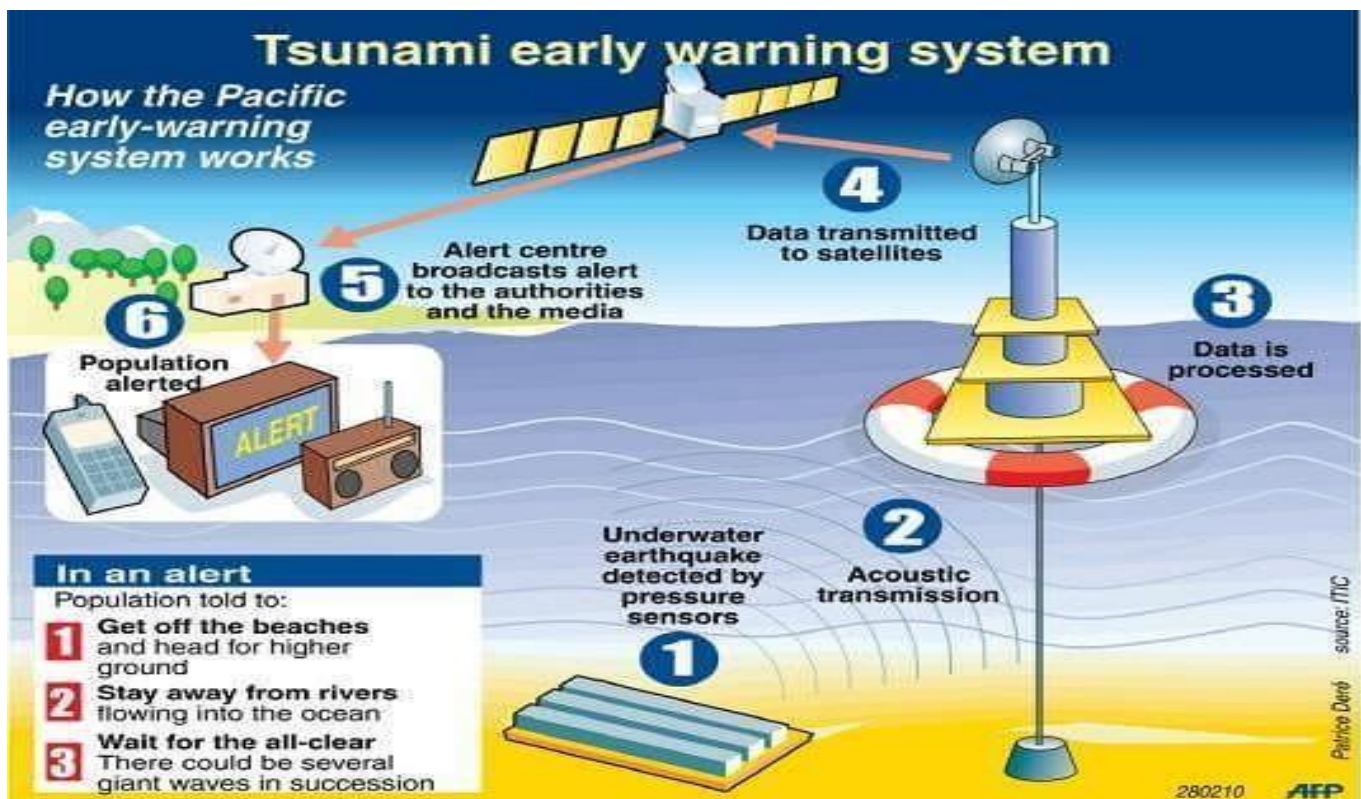 Tsunami early warning system
How the Pacific
early-warning
system works
1
Underwater
earthquake
detected by
pressure
sensors
2
Acoustic
transmission
3
Data is
processed
4
Data transmitted
to satellites
5
Alert centre
broadcasts alert
to the authorities
and the media
6
Population
alerted
ALERT
In an alert
Population told to:
1 Get off the beaches
and head for higher
ground
2 Stay away from rivers
flowing into the ocean
3 Wait for the all-clear
There could be several
giant waves in succession
Patrice Deré source: ITIC
280210 AFP